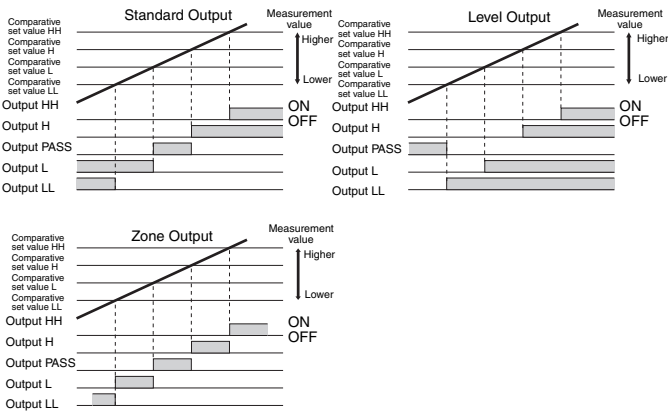 Standard Output
Measurement
value
Comparative
set value HH
Comparative
set value H
Comparative
set value L
Comparative
set value LL
Higher
Lower
Output HH
Output H
Output PASS
Output L
Output LL
ON
OFF
Level Output
Measurement
value
Comparative
set value HH
Comparative
set value H
Comparative
set value L
Comparative
set value LL
Higher
Lower
Output HH
Output H
Output PASS
Output L
Output LL
ON
OFF
Zone Output
Measurement
value
Comparative
set value HH
Comparative
set value H
Comparative
set value L
Comparative
set value LL
Higher
Lower
Output HH
Output H
Output PASS
Output L
Output LL
ON
OFF